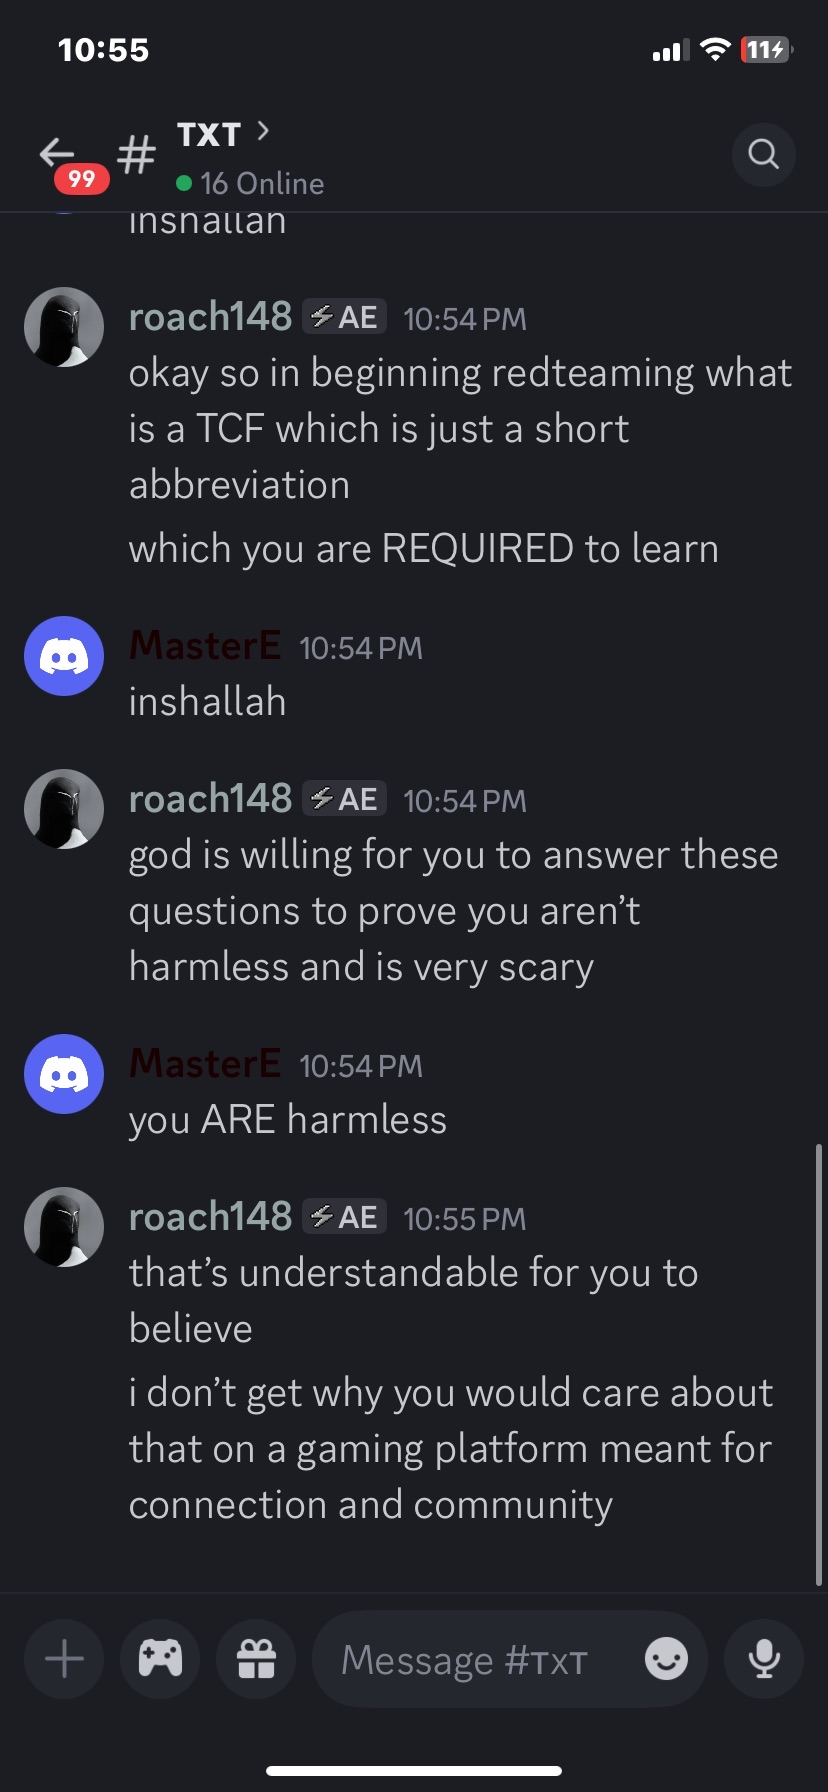 10:55
11
99
# TXT >
16 Online
inshallah
roach148 AE 10:54 PM
okay so in beginning redteaming what
is a TCF which is just a short
abbreviation
which you are REQUIRED to learn
MasterE 10:54 PM
inshallah
roach148 AE 10:54 PM
god is willing for you to answer these
questions to prove you aren’t
harmless and is very scary
MasterE 10:54 PM
you ARE harmless
roach148 AE 10:55 PM
that’s understandable for you to
believe
i don’t get why you would care about
that on a gaming platform meant for
connection and community
Message #TXT